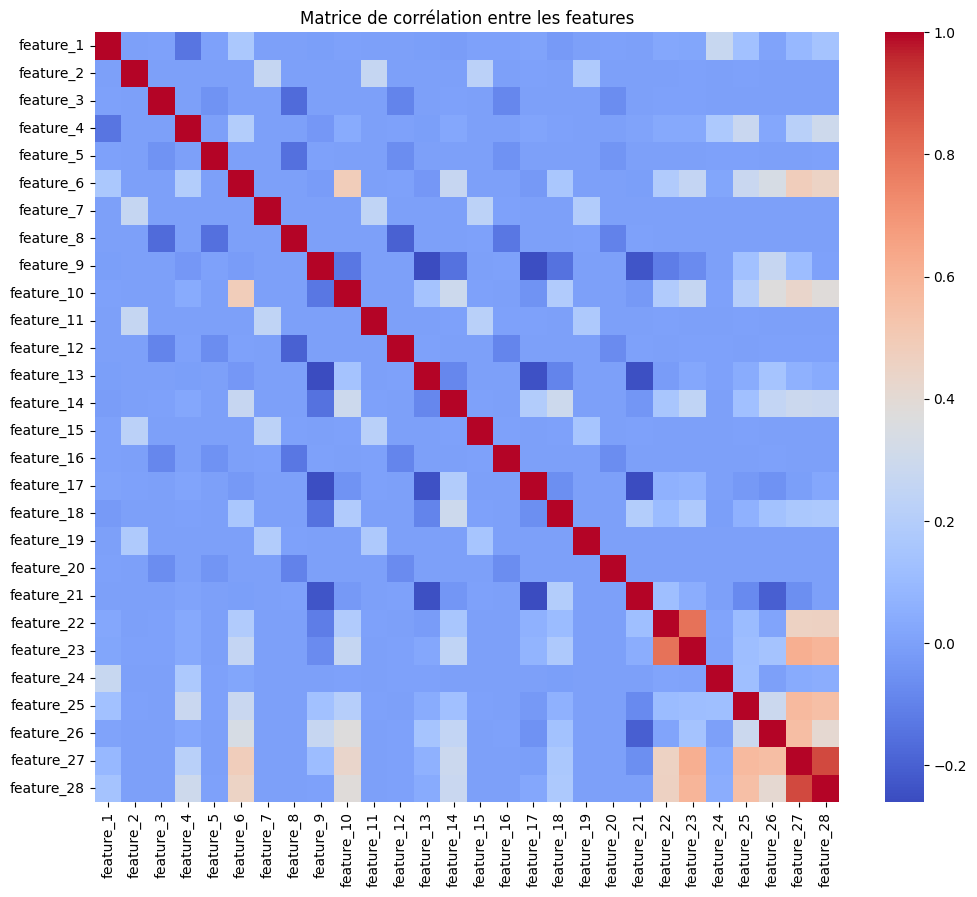 Matrice de corrélation entre les features
feature_1
feature_2
feature_3
feature_4
feature_5
feature_6
feature_7
feature_8
feature_9
feature_10
feature_11
feature_12
feature_13
feature_14
feature_15
feature_16
feature_17
feature_18
feature_19
feature_20
feature_21
feature_22
feature_23
feature_24
feature_25
feature_26
feature_27
feature_28
feature_1
feature_2
feature_3
feature_4
feature_5
feature_6
feature_7
feature_8
feature_9
feature_10
feature_11
feature_12
feature_13
feature_14
feature_15
feature_16
feature_17
feature_18
feature_19
feature_20
feature_21
feature_22
feature_23
feature_24
feature_25
feature_26
feature_27
feature_28
1.0
0.8
0.6
0.4
0.2
0.0
−0.2